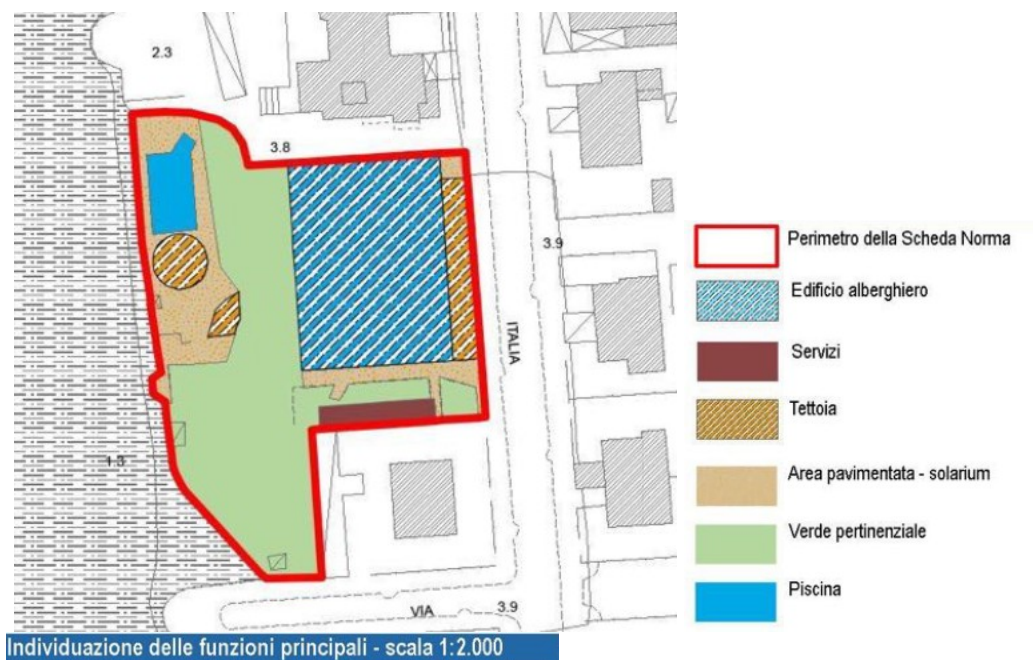 2.3
3.8
3.9
ITALIA
1.3
VIA
3.9
Perimetro della Scheda Norma
Edificio alberghiero
Servizi
Tettoia
Area pavimentata - solarium
Verde pertinenziale
Piscina
Individuazione delle funzioni principali - scala 1:2.000